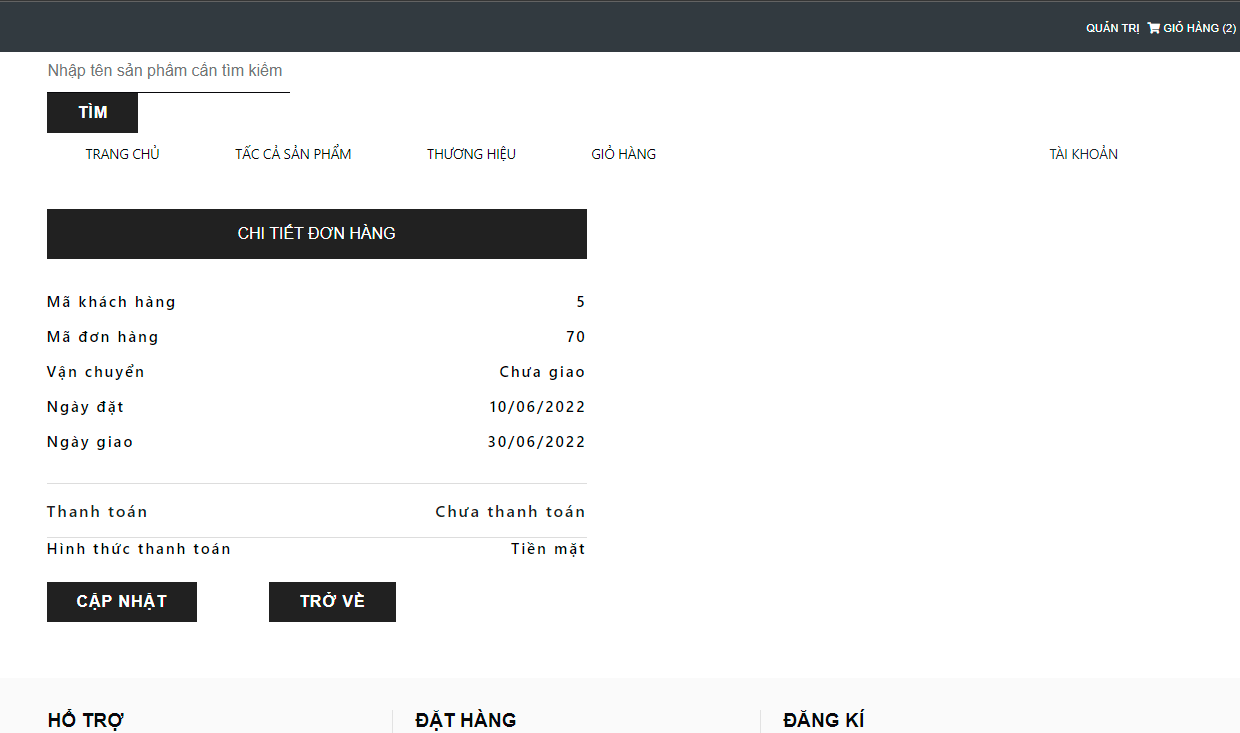 QUẢN TRỊ GIỎ HÀNG (2)
Nhập tên sản phẩm cần tìm kiếm
TÌM
TRANG CHỦ TẤC CẢ SẢN PHẨM THƯƠNG HIỆU GIỎ HÀNG TÀI KHOẢN
CHI TIẾT ĐƠN HÀNG
Mã khách hàng 5
Mã đơn hàng 70
Vận chuyển Chưa giao
Ngày đặt 10/06/2022
Ngày giao 30/06/2022
Thanh toán Chưa thanh toán
Hình thức thanh toán Tiền mặt
CẬP NHẬT TRỞ VỀ
HỖ TRỢ ĐẶT HÀNG ĐĂNG KÍ